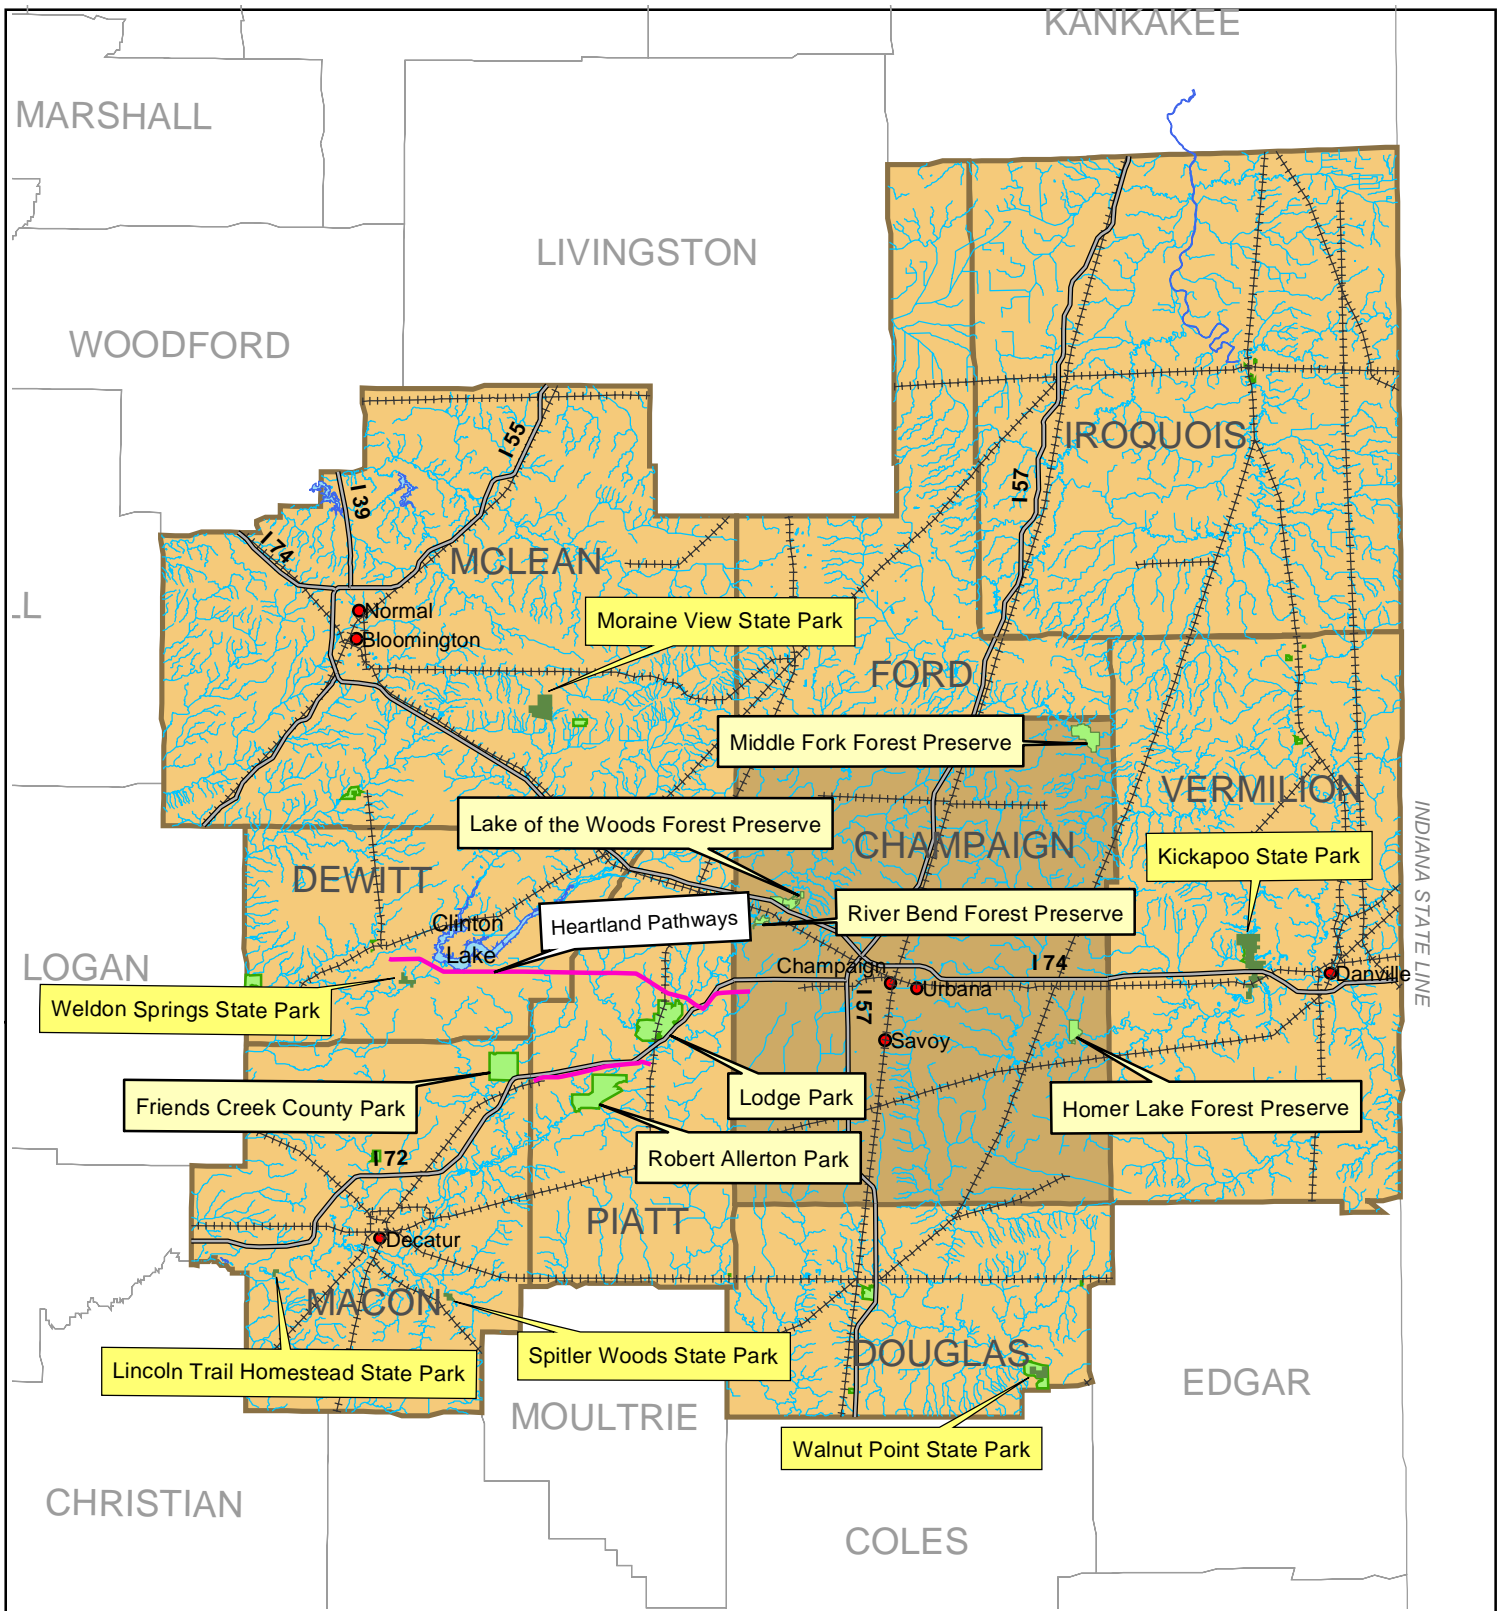 KANKAKEE
MARSHALL
LIVINGSTON
WOODFORD
IROQUOIS
I 55
I 57
I 39
I 74
MCLEAN
LL
Normal
Moraine View State Park
Bloomington
FORD
Middle Fork Forest Preserve
VERMILION
Lake of the Woods Forest Preserve
CHAMPAIGN
Kickapoo State Park
INDIANA STATE LINE
DEWITT
River Bend Forest Preserve
Clinton
Lake
Heartland Pathways
LOGAN
Champaign
I 74
Danville
Urbana
I 57
Weldon Springs State Park
Savoy
Lodge Park
Friends Creek County Park
Homer Lake Forest Preserve
I 72
Robert Allerton Park
PIATT
Decatur
MACON
Spitler Woods State Park
DOUGLAS
Lincoln Trail Homestead State Park
EDGAR
MOULTRIE
Walnut Point State Park
CHRISTIAN
COLES